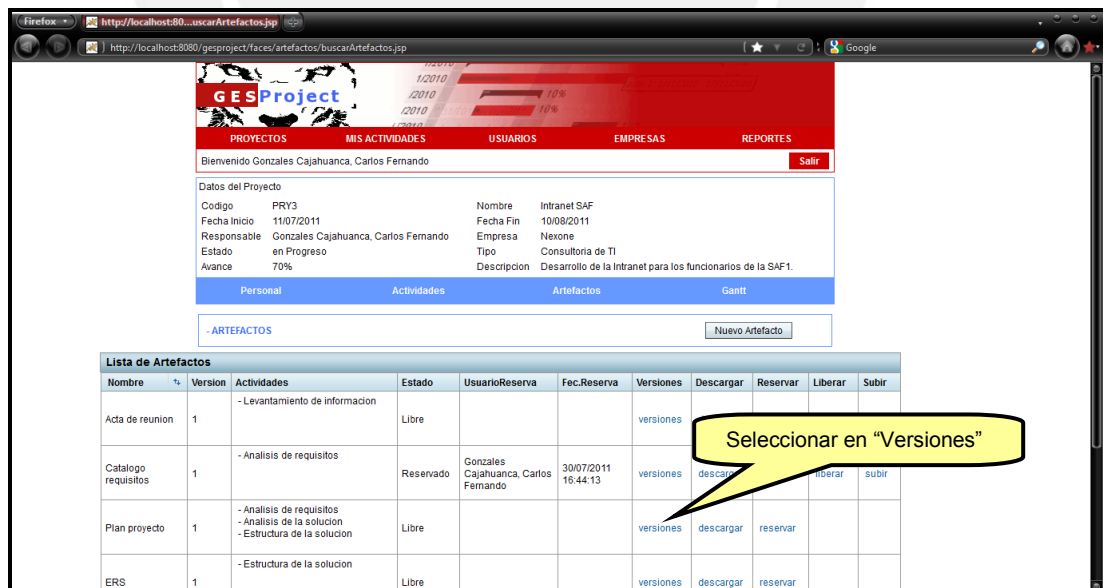 Firefox
http://localhost:80...uscarArtefactos.jsp
http://localhost:8080/gesproject/faces/artefactos/buscarArtefactos.jsp
Google
1/2010
/2010 10%
/2010 10%
GESProject
PROYECTOS MIS ACTIVIDADES USUARIOS EMPRESAS REPORTES
Bienvenido Gonzales Cajahuanca, Carlos Fernando Salir
Datos del Proyecto
Codigo PRY3 Nombre Intranet SAF
Fecha Inicio 11/07/2011 Fecha Fin 10/08/2011
Responsable Gonzales Cajahuanca, Carlos Fernando Empresa Nexone
Estado en Progreso Tipo Consultoria de TI
Avance 70% Descripcion Desarrollo de la Intranet para los funcionarios de la SAF1.
Personal Actividades Artefactos Gantt
- ARTEFACTOS Nuevo Artefacto
Lista de Artefactos
Nombre Version Actividades Estado UsuarioReserva Fec.Reserva Versiones Descargar Reservar Liberar Subir
- Levantamiento de informacion
Acta de reunion 1 Libre versiones
Seleccionar en “Versiones”
- Analisis de requisitos
Catalogo requisitos 1 Reservado Gonzales Cajahuanca, Carlos Fernando 30/07/2011 16:44:13 versiones descargar liberar subir
- Analisis de requisitos
- Analisis de la solucion
- Estructura de la solucion
Plan proyecto 1 Libre versiones descargar reservar
- Estructura de la solucion
ERS 1 Libre versiones descargar reservar